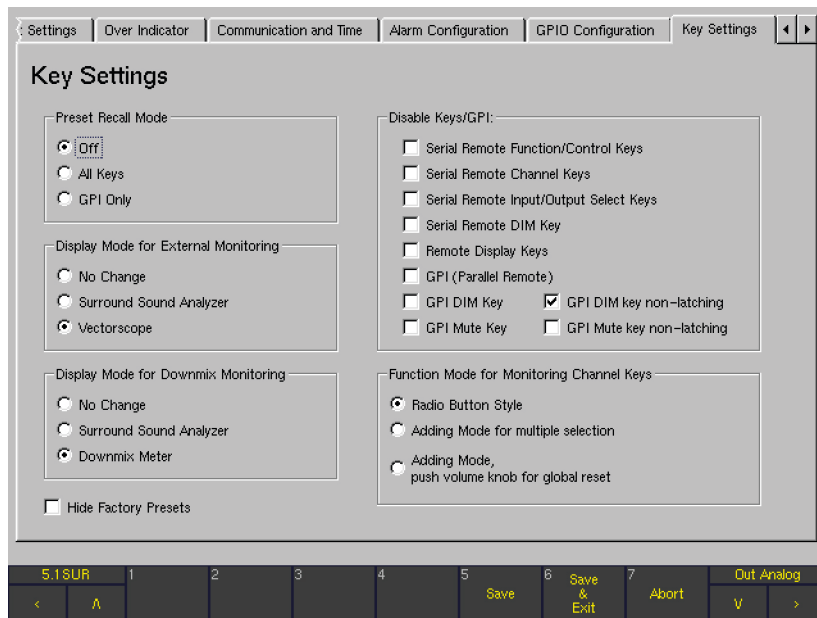 : Settings
Over Indicator
Communication and Time
Alarm Configuration
GPIO Configuration
Key Settings
Key Settings
Preset Recall Mode
Off
All Keys
GPI Only
Display Mode for External Monitoring
No Change
Surround Sound Analyzer
Vectorscope
Display Mode for Downmix Monitoring
No Change
Surround Sound Analyzer
Downmix Meter
Hide Factory Presets
Disable Keys/GPI:
Serial Remote Function/Control Keys
Serial Remote Channel Keys
Serial Remote Input/Output Select Keys
Serial Remote DIM Key
Remote Display Keys
GPI (Parallel Remote)
GPI DIM Key
GPI DIM key non-latching
GPI Mute Key
GPI Mute key non-latching
Function Mode for Monitoring Channel Keys
Radio Button Style
Adding Mode for multiple selection
Adding Mode,
push volume knob for global reset
5.1SUR
1
2
3
4
5
Save
6
Save
&
Exit
7
Abort
Out Analog
<
Λ
V
>